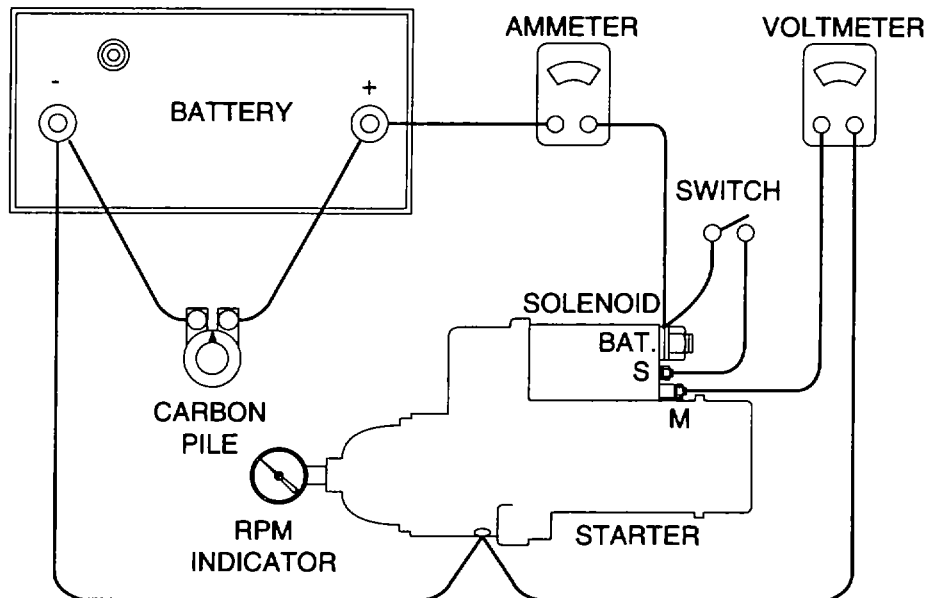 AMMETER
VOLTMETER
-
+
BATTERY
SWITCH
SOLENOID
BAT.
S
M
CARBON
PILE
RPM
INDICATOR
STARTER